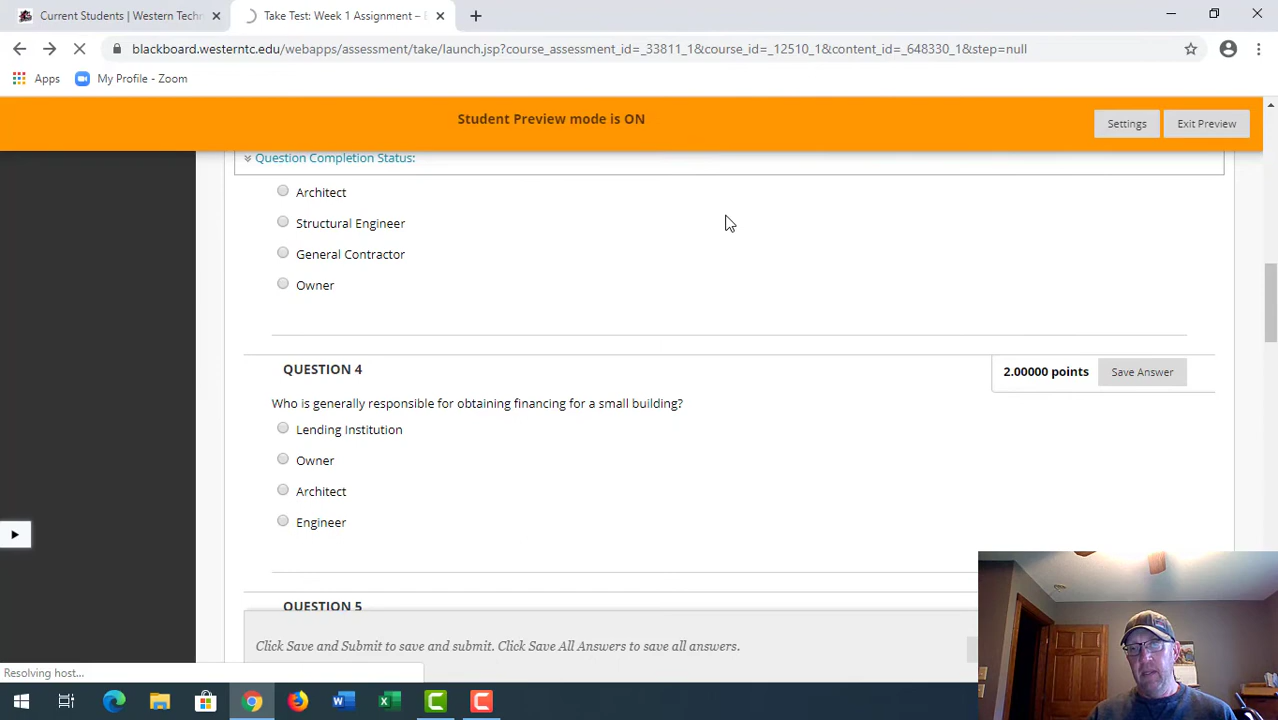 Current Students | Western Techn
Take Test: Week 1 Assignment – E
blackboard.westerntc.edu/webapps/assessment/take/launch.jsp?course_assessment_id=_33811_1&course_id=_12510_1&content_id=_648330_1&step=null
Apps
My Profile - Zoom
Student Preview mode is ON
Settings
Exit Preview
Question Completion Status:
Architect
Structural Engineer
General Contractor
Owner
QUESTION 4
2.00000 points
Save Answer
Who is generally responsible for obtaining financing for a small building?
Lending Institution
Owner
Architect
Engineer
QUESTION 5
Click Save and Submit to save and submit. Click Save All Answers to save all answers.
Resolving host...